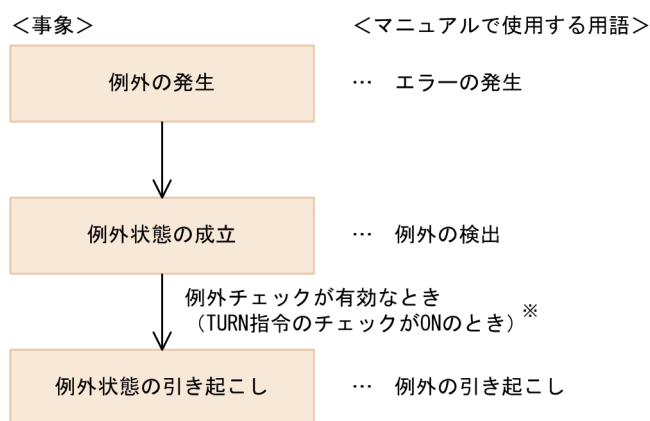 ＜事象＞　＜マニュアルで使用する用語＞
例外の発生　…　エラーの発生
例外状態の成立　…　例外の検出
例外チェックが有効なとき
（TURN指令のチェックがONのとき）※
例外状態の引き起こし　…　例外の引き起こし